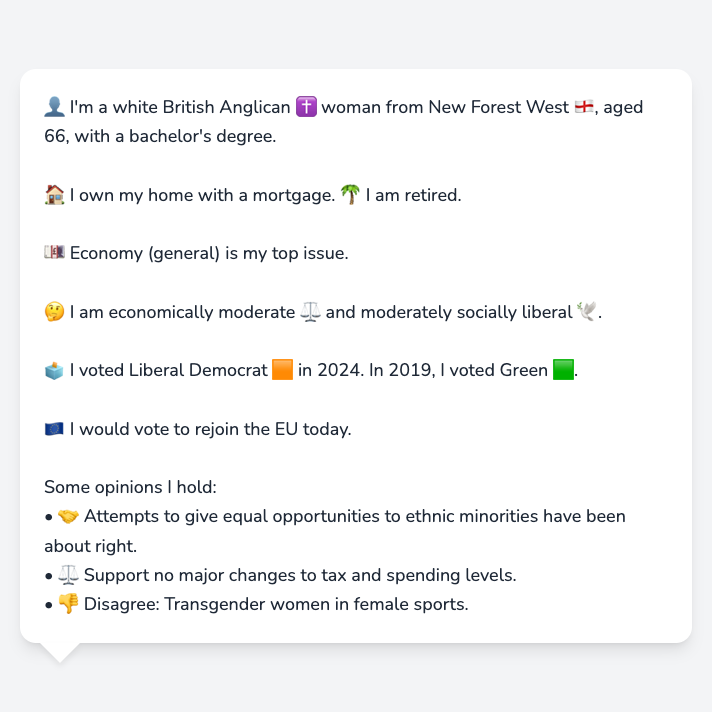 👤 I'm a white British Anglican ✝️ woman from New Forest West 🏴󠁧󠁢󠁥󠁮󠁧󠁿, aged
66, with a bachelor's degree.
🏠 I own my home with a mortgage. 🌴 I am retired.
💷 Economy (general) is my top issue.
🤔 I am economically moderate ⚖️ and moderately socially liberal 🕊️.
🗳️ I voted Liberal Democrat 🟧 in 2024. In 2019, I voted Green 🟩.
🇪🇺 I would vote to rejoin the EU today.
Some opinions I hold:
• 🤝 Attempts to give equal opportunities to ethnic minorities have been
about right.
• ⚖️ Support no major changes to tax and spending levels.
• 👎 Disagree: Transgender women in female sports.